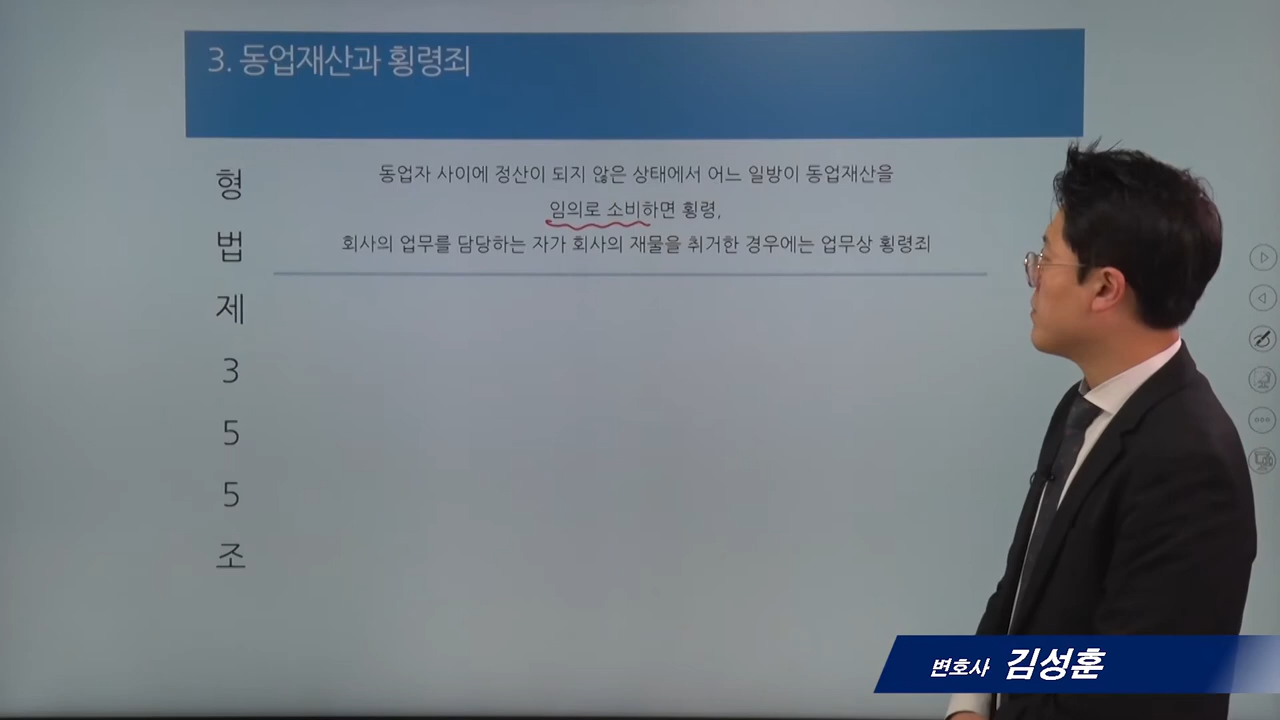 3. 동업재산과 횡령죄
형
법
제
3
5
5
조
동업자 사이에 정산이 되지 않은 상태에서 어느 일방이 동업재산을
임의로 소비하면 횡령,
회사의 업무를 담당하는 자가 회사의 재물을 취거한 경우에는 업무상 횡령죄
변호사 김성훈